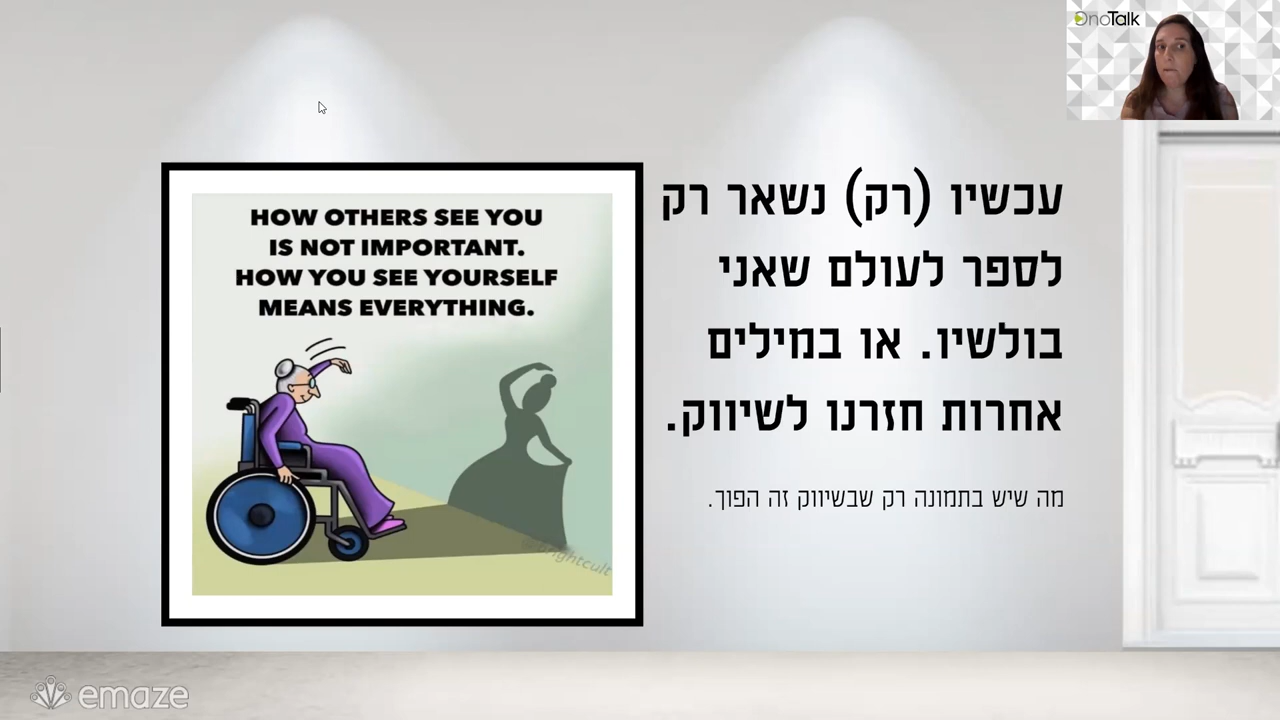 OnoTalk
עכשיו (רק) נשאר רק
לספר לעולם שאני
בולשיו. או במילים
אחרות חזרנו לשיווק.
מה שיש בתמונה רק שבשיווק זה הפוך.
HOW OTHERS SEE YOU
IS NOT IMPORTANT.
HOW YOU SEE YOURSELF
MEANS EVERYTHING.
emaze